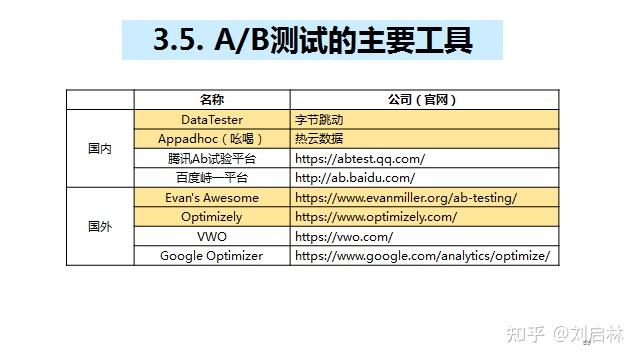 3.5. A/B测试的主要工具
名称 公司（官网）
国内
DataTester 字节跳动
Appadhoc（吆喝） 热云数据
腾讯Ab试验平台 https://abtest.qq.com/
百度峙一平台 http://ab.baidu.com/
国外
Evan's Awesome https://www.evanmiller.org/ab-testing/
Optimizely https://www.optimizely.com/
VWO https://vwo.com/
Google Optimizer https://www.google.com/analytics/optimize/
知乎 @刘启林